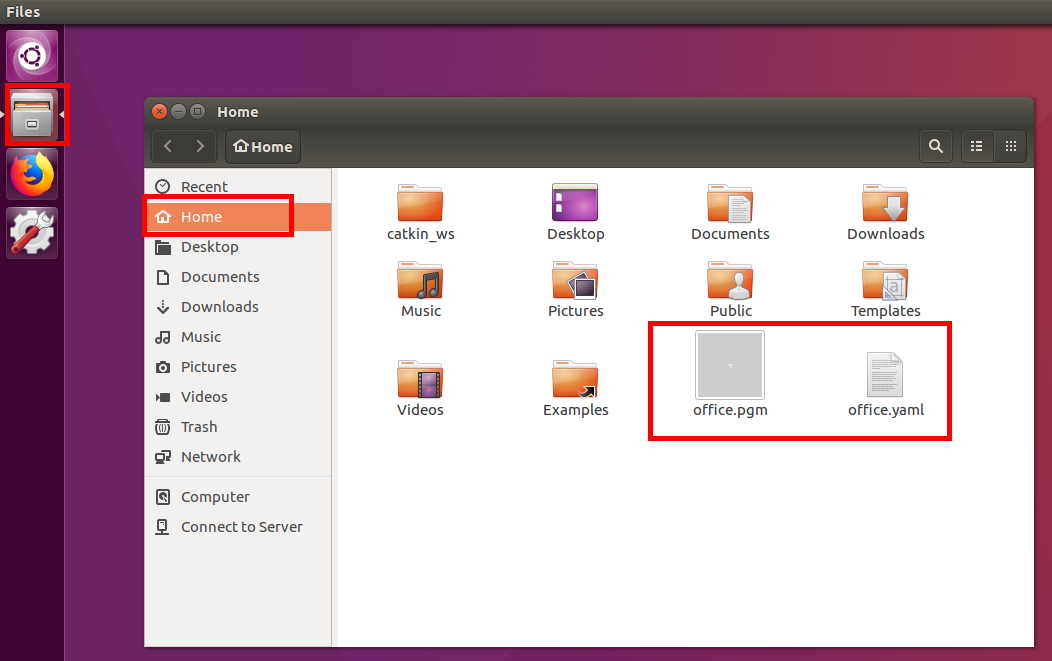 Files
Home
Home
Recent
Home
Desktop
Documents
Downloads
Music
Pictures
Videos
Trash
Network
Computer
Connect to Server
catkin_ws
Desktop
Documents
Downloads
Music
Pictures
Public
Templates
Videos
Examples
office.pgm
office.yaml